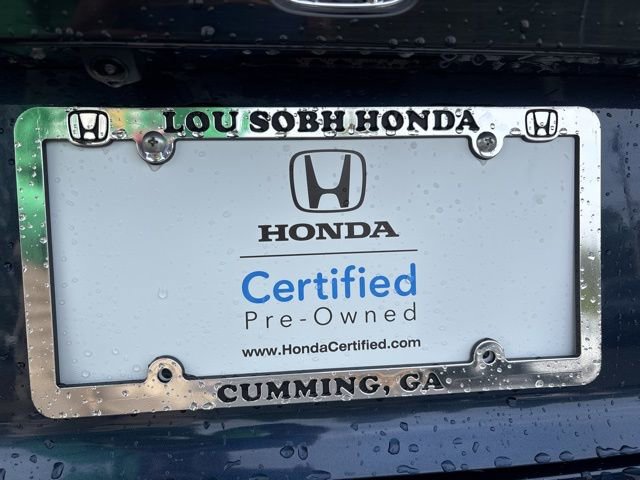 LOU SOBH HONDA
HONDA
Certified
Pre-Owned
www.HondaCertified.com
CUMMING, GA